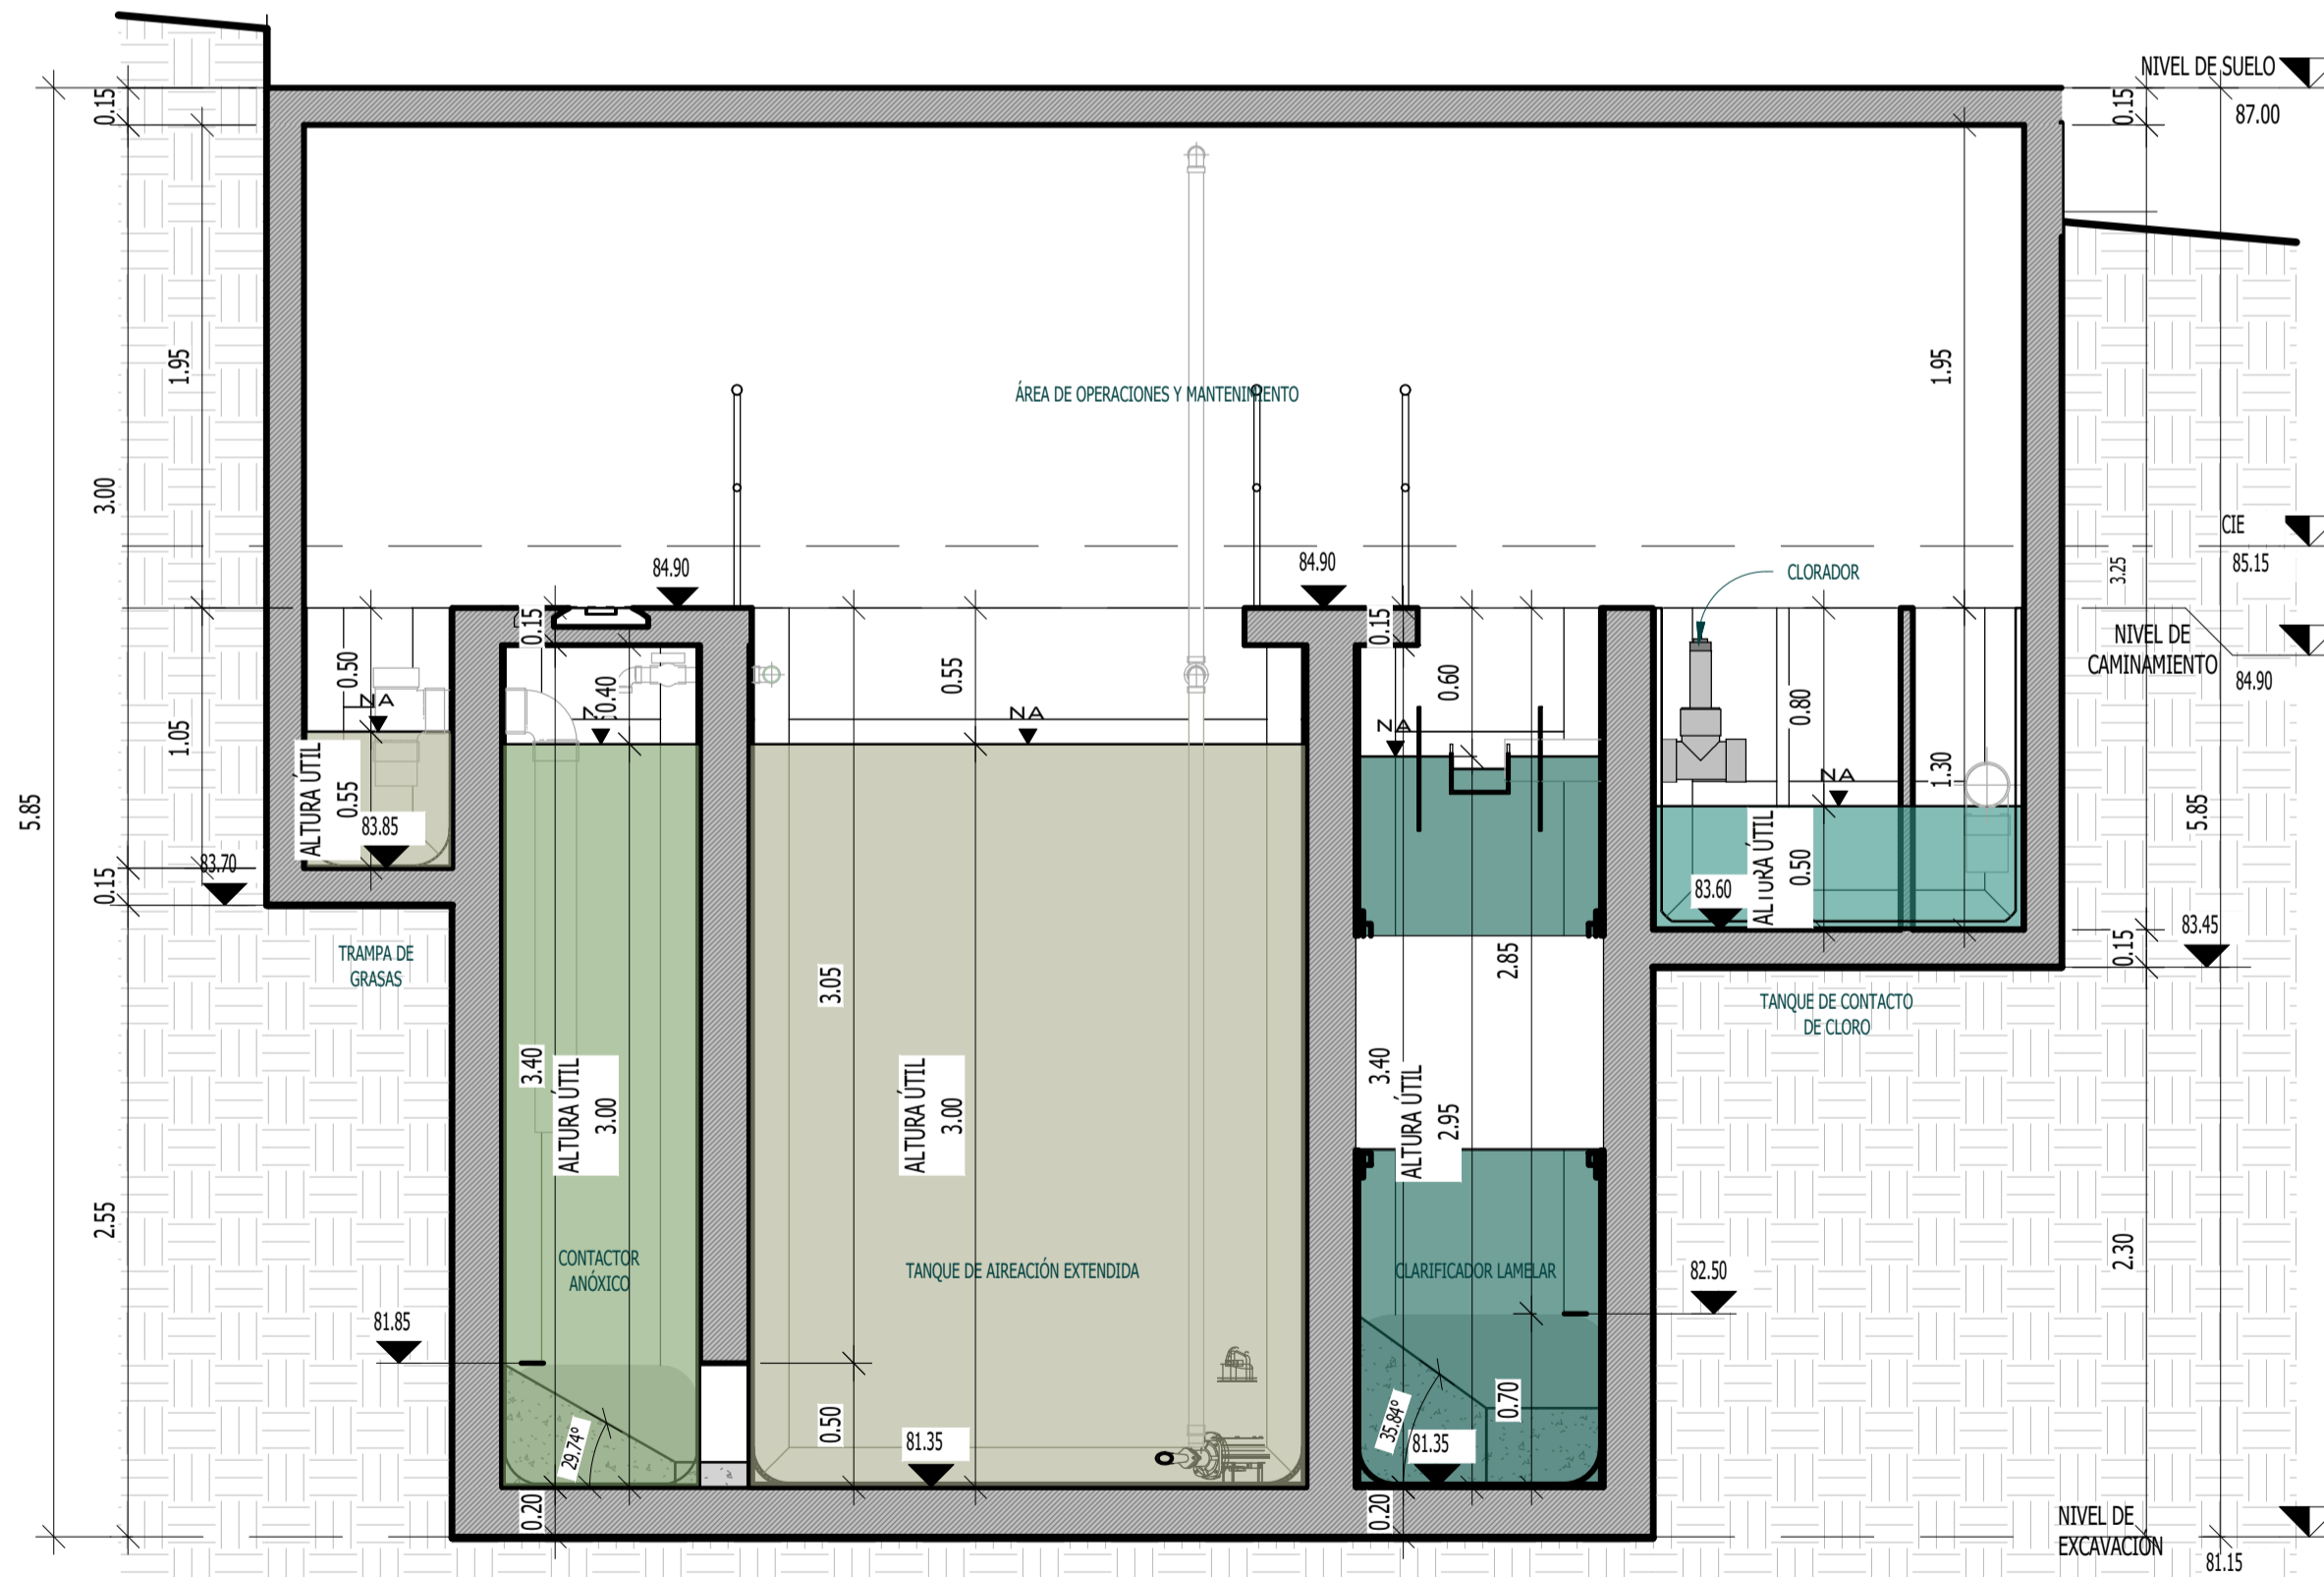 NIVEL DE SUELO
87.00
0.15
0.15
1.95
1.95
ÁREA DE OPERACIONES Y MANTENIMIENTO
3.00
CIE
85.15
3.25
84.90
84.90
CLORADOR
NIVEL DE
CAMINAMIENTO
84.90
0.15
0.15
0.50
NA
0.40
0.55
NA
0.60
NA
0.80
NA
1.30
1.05
5.85
5.85
ALTURA ÚTIL
0.55
83.85
83.70
0.15
ALTURA ÚTIL
0.50
83.60
83.45
0.15
TRAMPA DE
GRASAS
TANQUE DE CONTACTO
DE CLORO
3.05
2.85
3.40
ALTURA ÚTIL
3.00
ALTURA ÚTIL
3.00
3.40
ALTURA ÚTIL
2.95
2.55
2.30
CONTACTOR
ANÓXICO
TANQUE DE AIREACIÓN EXTENDIDA
CLARIFICADOR LAMELAR
82.50
81.85
29.74°
0.50
81.35
35.84°
0.70
81.35
0.20
0.20
NIVEL DE
EXCAVACIÓN
81.15